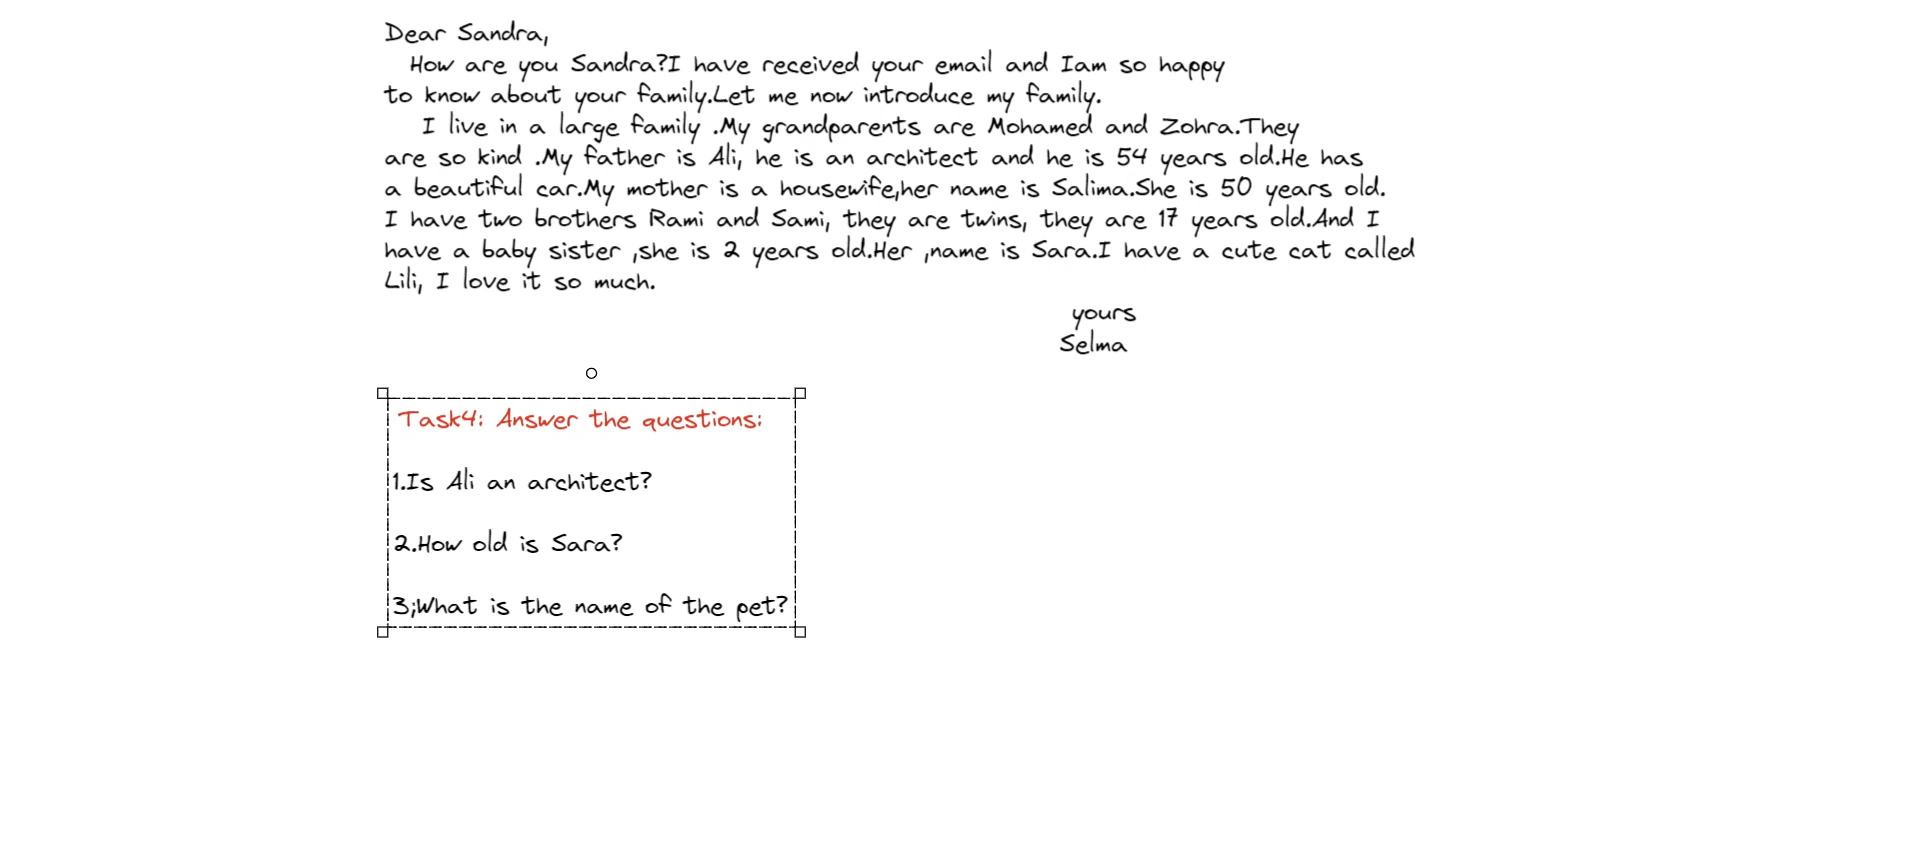 Dear Sandra,
How are you Sandra?I have received your email and Iam so happy
to know about your family.Let me now introduce my family.
I live in a large family .My grandparents are Mohamed and Zohra.They
are so kind .My father is Ali, he is an architect and he is 54 years old.He has
a beautiful car.My mother is a housewife,her name is Salima.She is 50 years old.
I have two brothers Rami and Sami, they are twins, they are 17 years old.And I
have a baby sister ,she is 2 years old.Her ,name is Sara.I have a cute cat called
Lili, I love it so much.
yours
Selma
Task4: Answer the questions:
1.Is Ali an architect?
2.How old is Sara?
3;What is the name of the pet?